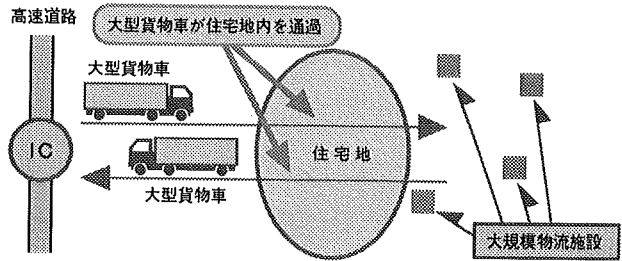 高速道路
大型貨物車が住宅地内を通過
大型貨物車
IC
住宅地
大型貨物車
大規模物流施設